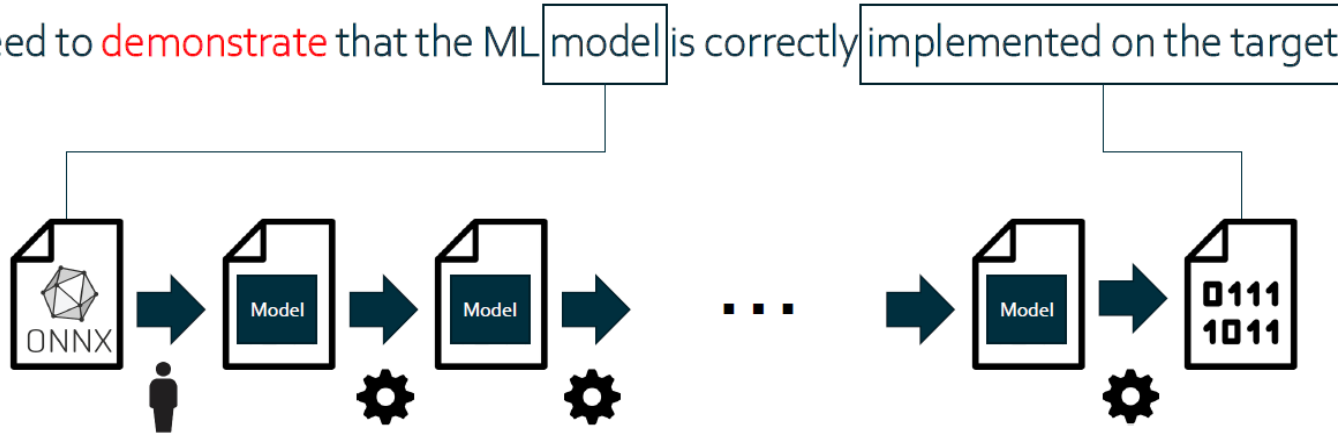 eed to demonstrate that the ML model is correctly implemented on the target
ONNX
Model
Model
...
Model
0111
1011